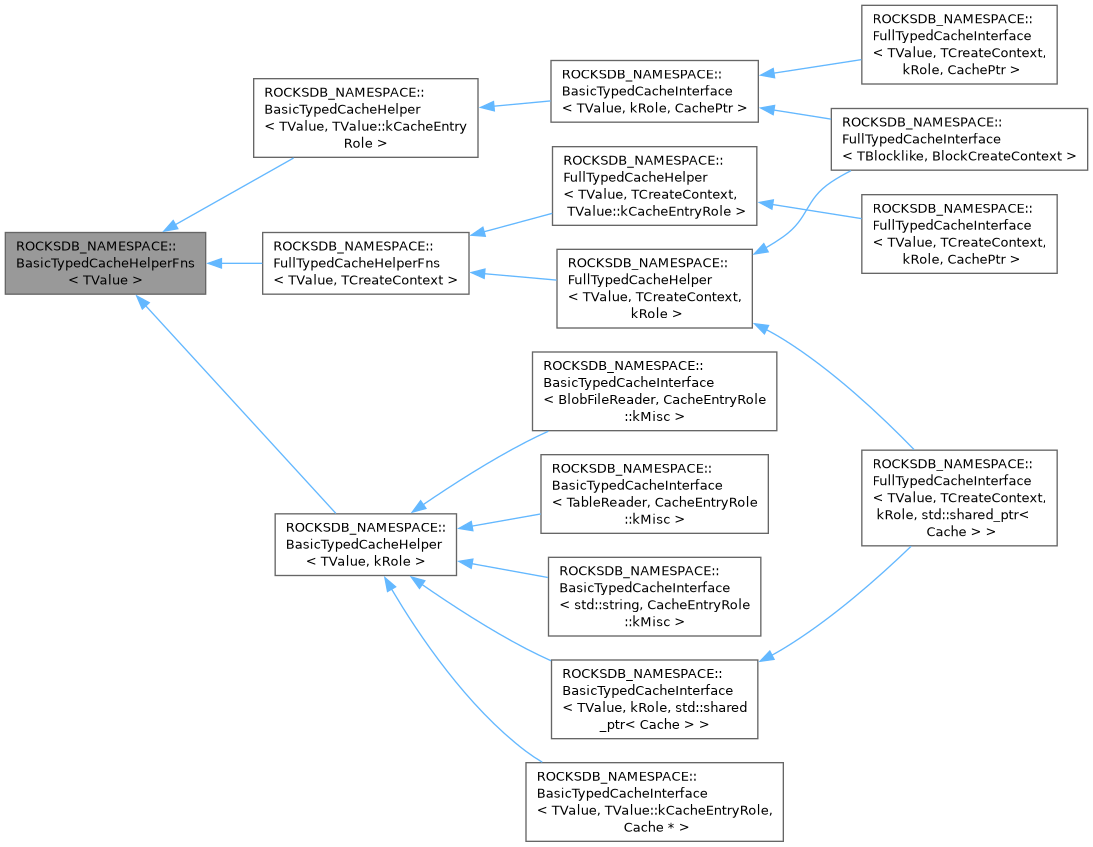 ROCKSDB_NAMESPACE::
BasicTypedCacheHelperFns
< TValue >
ROCKSDB_NAMESPACE::
BasicTypedCacheHelper
< TValue, TValue::kCacheEntry
Role >
ROCKSDB_NAMESPACE::
FullTypedCacheHelperFns
< TValue, TCreateContext >
ROCKSDB_NAMESPACE::
BasicTypedCacheHelper
< TValue, kRole >
ROCKSDB_NAMESPACE::
BasicTypedCacheInterface
< TValue, kRole, CachePtr >
ROCKSDB_NAMESPACE::
FullTypedCacheHelper
< TValue, TCreateContext,
TValue::kCacheEntryRole >
ROCKSDB_NAMESPACE::
FullTypedCacheHelper
< TValue, TCreateContext,
kRole >
ROCKSDB_NAMESPACE::
BasicTypedCacheInterface
< BlobFileReader, CacheEntryRole
::kMisc >
ROCKSDB_NAMESPACE::
BasicTypedCacheInterface
< TableReader, CacheEntryRole
::kMisc >
ROCKSDB_NAMESPACE::
BasicTypedCacheInterface
< std::string, CacheEntryRole
::kMisc >
ROCKSDB_NAMESPACE::
BasicTypedCacheInterface
< TValue, kRole, std::shared
_ptr< Cache > >
ROCKSDB_NAMESPACE::
BasicTypedCacheInterface
< TValue, TValue::kCacheEntryRole,
Cache * >
ROCKSDB_NAMESPACE::
FullTypedCacheInterface
< TValue, TCreateContext,
kRole, CachePtr >
ROCKSDB_NAMESPACE::
FullTypedCacheInterface
< TBlocklike, BlockCreateContext >
ROCKSDB_NAMESPACE::
FullTypedCacheInterface
< TValue, TCreateContext,
kRole, CachePtr >
ROCKSDB_NAMESPACE::
FullTypedCacheInterface
< TValue, TCreateContext,
kRole, std::shared_ptr<
Cache > >